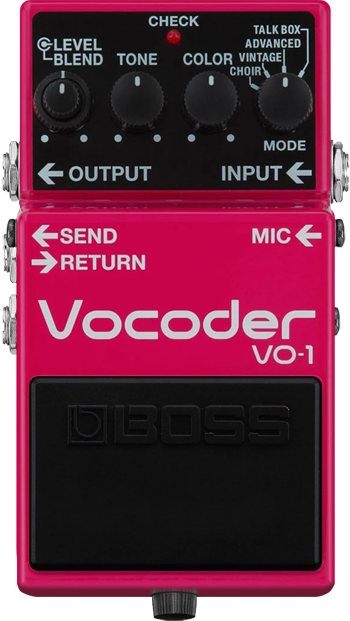 CHECK
LEVEL
BLEND
TONE
COLOR
TALK BOX
ADVANCED
VINTAGE
CHOIR
MODE
OUTPUT
INPUT
SEND
MIC
RETURN
Vocoder
VO-1
BOSS